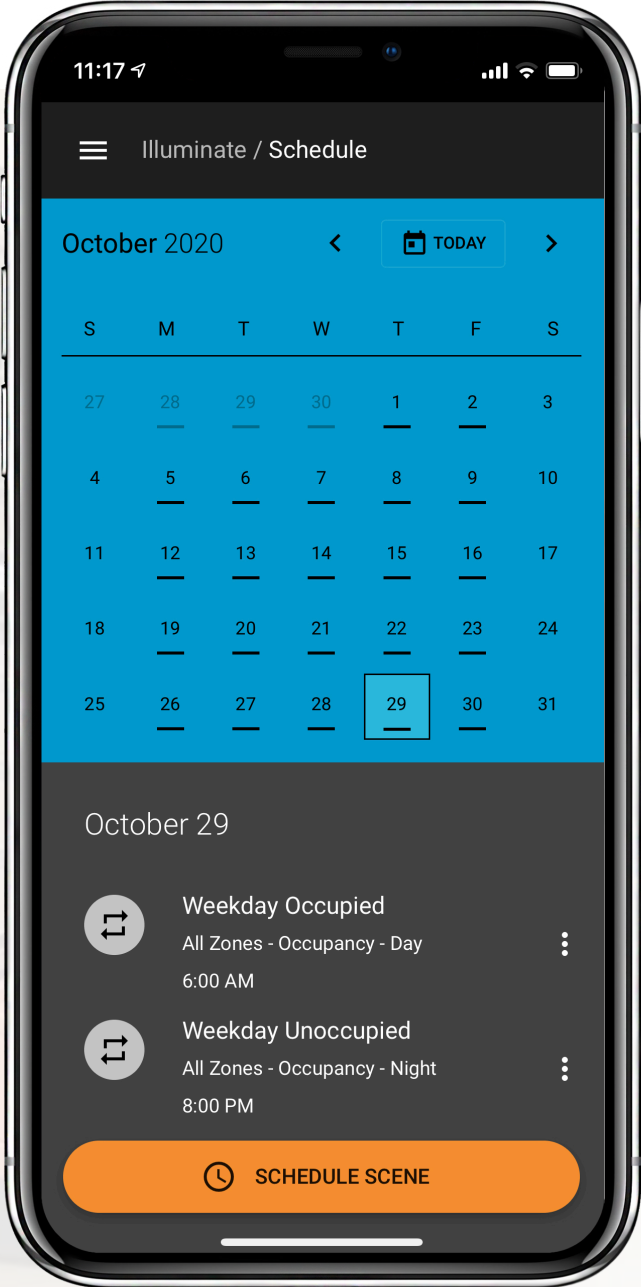 11:17
Illuminate / Schedule
October 2020
TODAY
S M T W T F S
27 28 29 30 1 2 3
4 5 6 7 8 9 10
11 12 13 14 15 16 17
18 19 20 21 22 23 24
25 26 27 28 29 30 31
October 29
Weekday Occupied
All Zones - Occupancy - Day
6:00 AM
Weekday Unoccupied
All Zones - Occupancy - Night
8:00 PM
SCHEDULE SCENE